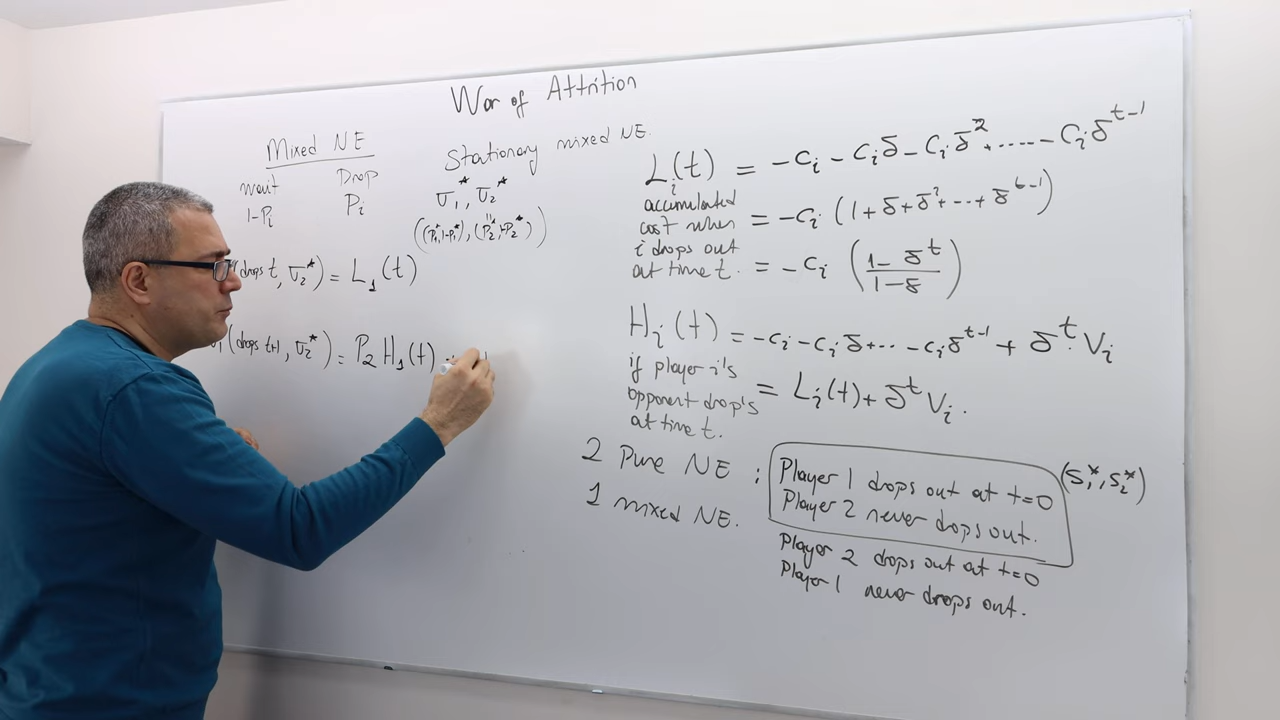 War of Attrition
Mixed NE
wait Drop
1-Pᵢ Pᵢ
Stationary mixed NE.
σ₁*, σ₂*
((P₁*,1-P₁*), (P₂*,1-P₂*))
(drops t, σ₂*) = L₁(t)
(drops t+1, σ₂*) = P₂ H₁(t)
Lᵢ(t) = -cᵢ - cᵢδ - cᵢδ² ..... - cᵢδ^(t-1)
accumulated
cost when
i drops out
at time t.
= -cᵢ (1+δ+δ²+...+δ^(t-1))
= -cᵢ ((1-δ^t)/(1-δ))
Hᵢ(t) = -cᵢ - cᵢδ+... - cᵢδ^(t-1) + δ^t. Vᵢ
if player i's
opponent drop's
at time t.
= Lᵢ(t) + δ^t Vᵢ.
2 Pure NE :
1 mixed NE.
Player 1 drops out at t=0
Player 2 never drops out.
(S₁*, S₂*)
Player 2 drops out at t=0
Player 1 never drops out.